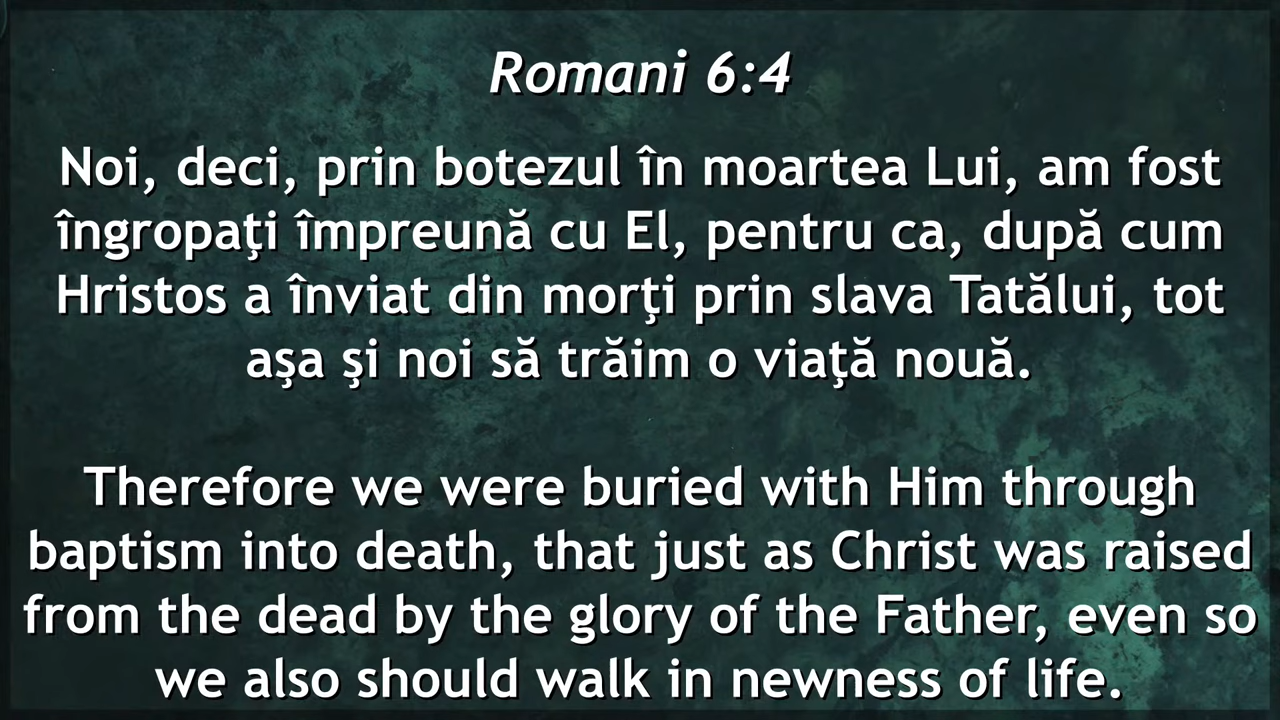 Romani 6:4
Noi, deci, prin botezul în moartea Lui, am fost
îngropaţi împreună cu El, pentru ca, după cum
Hristos a înviat din morţi prin slava Tatălui, tot
aşa şi noi să trăim o viaţă nouă.
Therefore we were buried with Him through
baptism into death, that just as Christ was raised
from the dead by the glory of the Father, even so
we also should walk in newness of life.